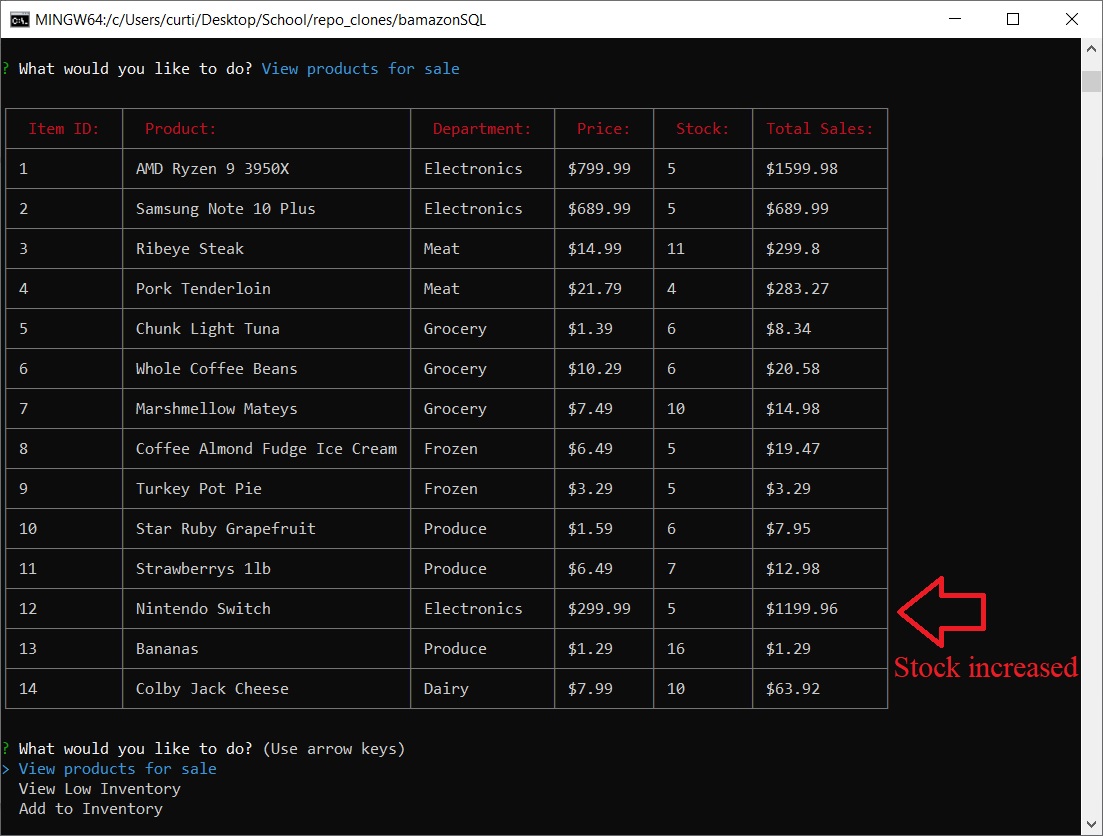 MINGW64:/c/Users/curti/Desktop/School/repo_clones/bamazonSQL
? What would you like to do? View products for sale
Item ID: Product: Department: Price: Stock: Total Sales:
1 AMD Ryzen 9 3950X Electronics $799.99 5 $1599.98
2 Samsung Note 10 Plus Electronics $689.99 5 $689.99
3 Ribeye Steak Meat $14.99 11 $299.8
4 Pork Tenderloin Meat $21.79 4 $283.27
5 Chunk Light Tuna Grocery $1.39 6 $8.34
6 Whole Coffee Beans Grocery $10.29 6 $20.58
7 Marshmellow Mateys Grocery $7.49 10 $14.98
8 Coffee Almond Fudge Ice Cream Frozen $6.49 5 $19.47
9 Turkey Pot Pie Frozen $3.29 5 $3.29
10 Star Ruby Grapefruit Produce $1.59 6 $7.95
11 Strawberrys 1lb Produce $6.49 7 $12.98
12 Nintendo Switch Electronics $299.99 5 $1199.96
13 Bananas Produce $1.29 16 $1.29
Stock increased
14 Colby Jack Cheese Dairy $7.99 10 $63.92
? What would you like to do? (Use arrow keys)
> View products for sale
View Low Inventory
Add to Inventory